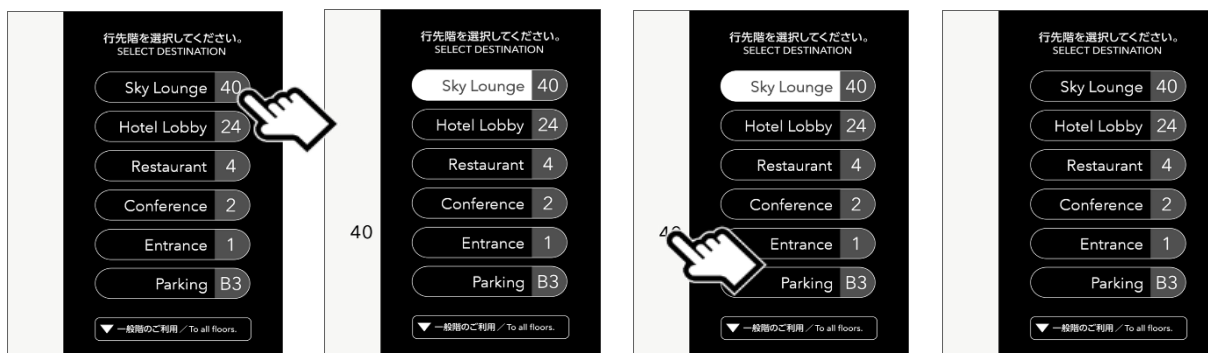 行先階を選択してください。
SELECT DESTINATION
Sky Lounge 40
Hotel Lobby 24
Restaurant 4
Conference 2
Entrance 1
Parking B3
▼ 一般階のご利用／To all floors.
行先階を選択してください。
SELECT DESTINATION
Sky Lounge 40
Hotel Lobby 24
Restaurant 4
Conference 2
40
Entrance 1
Parking B3
▼ 一般階のご利用／To all floors.
行先階を選択してください。
SELECT DESTINATION
Sky Lounge 40
Hotel Lobby 24
Restaurant 4
Conference 2
40
Entrance 1
Parking B3
▼ 一般階のご利用／To all floors.
行先階を選択してください。
SELECT DESTINATION
Sky Lounge 40
Hotel Lobby 24
Restaurant 4
Conference 2
Entrance 1
Parking B3
▼ 一般階のご利用／To all floors.